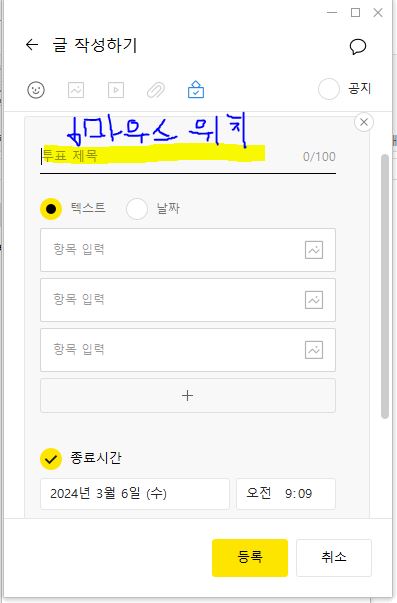 글 작성하기
공지
마우스 위치
투표 제목 0/100
텍스트 날짜
항목 입력
항목 입력
항목 입력
종료시간
2024년 3월 6일 (수) 오전 9:09
등록 취소